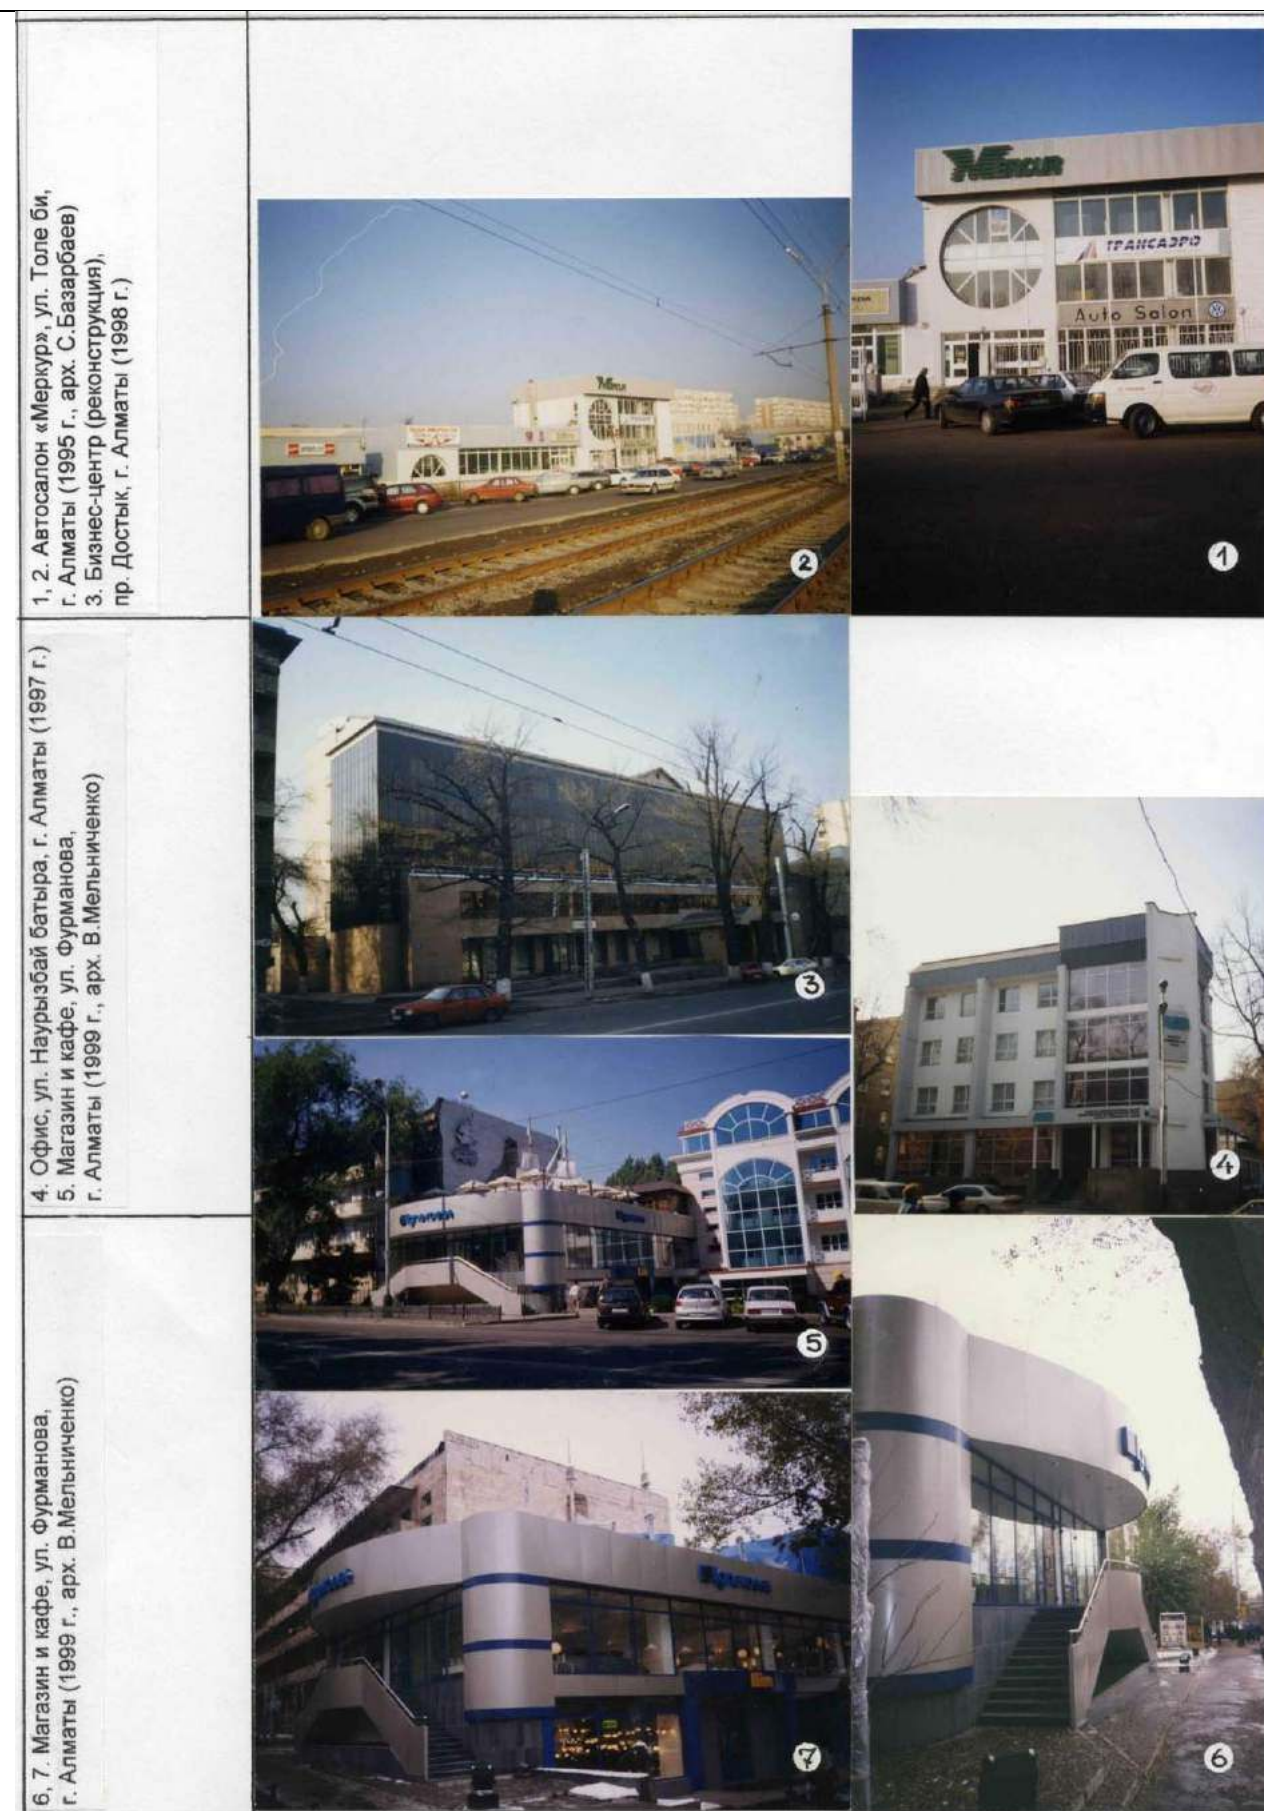 1, 2. Автосалон «Меркур», ул. Толе би,
г. Алматы (1995 г., арх. С.Базарбаев)
3. Бизнес-центр (реконструкция),
пр. Достык, г. Алматы (1998 г.)
MERCUR
ТРАНСАЭРО
Auto Salon
1
2
4. Офис, ул. Наурызбай батыра, г. Алматы (1997 г.)
5. Магазин и кафе, ул. Фурманова,
г. Алматы (1999 г., арх. В.Мельниченко)
3
4
5
6, 7. Магазин и кафе, ул. Фурманова,
г. Алматы (1999 г., арх. В.Мельниченко)
7
6